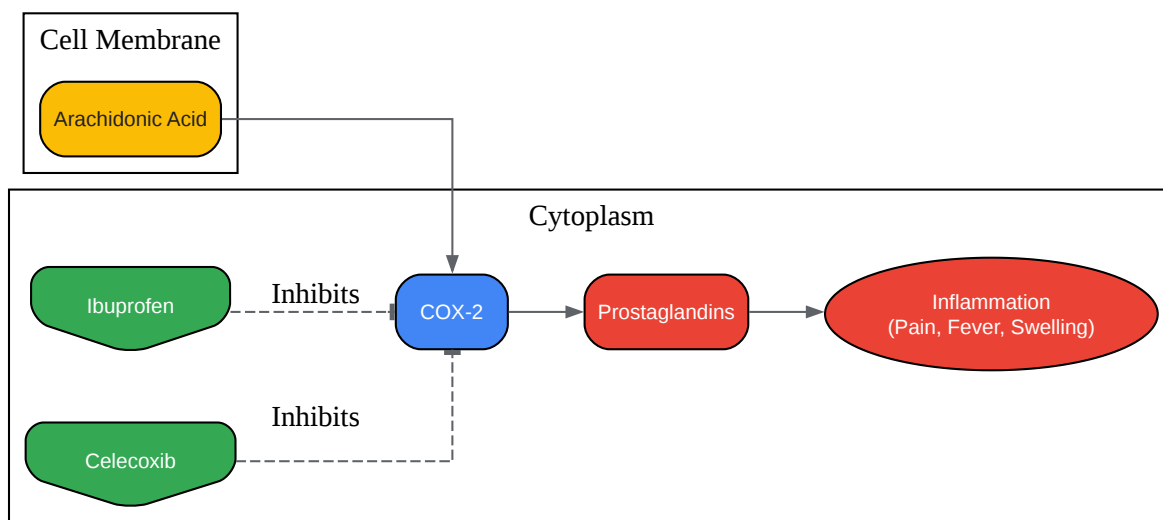 Cell Membrane
Arachidonic Acid
Cytoplasm
Ibuprofen
Inhibits
COX-2
Prostaglandins
Inflammation
(Pain, Fever, Swelling)
Inhibits
Celecoxib